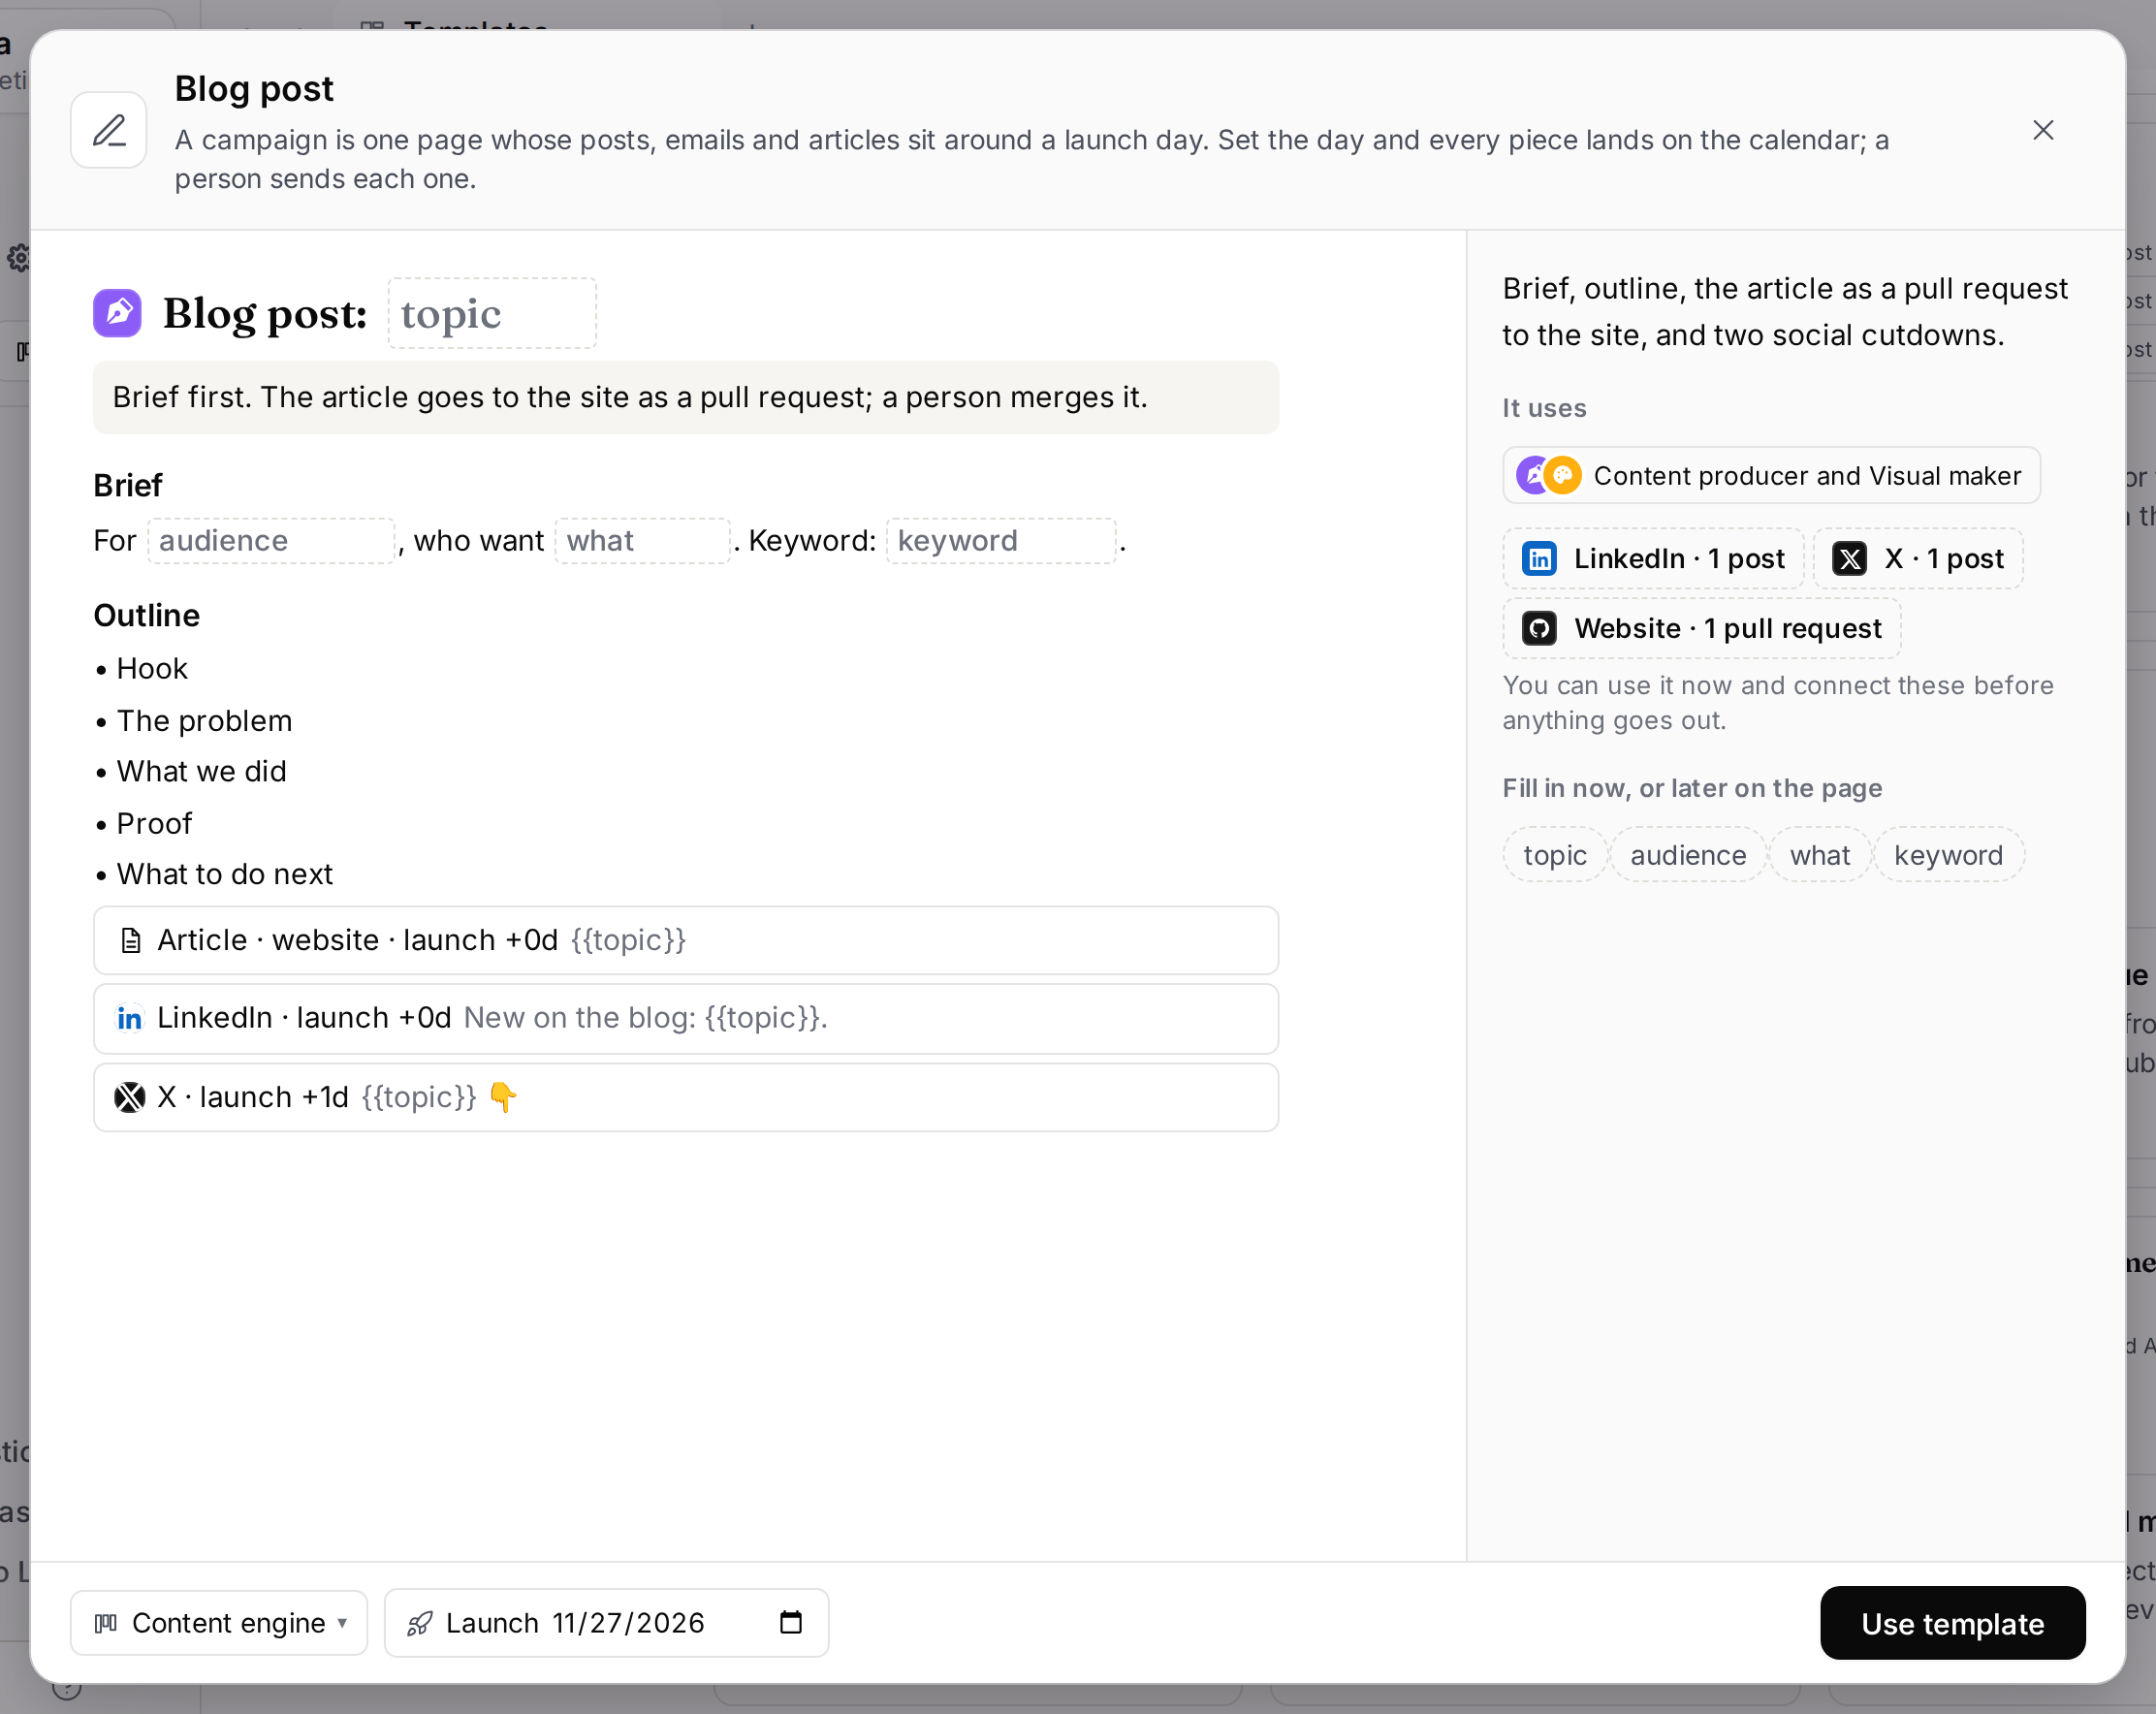 Templates
Blog post
A campaign is one page whose posts, emails and articles sit around a launch day. Set the day and every piece lands on the calendar; a
person sends each one.
Blog post: topic
Brief first. The article goes to the site as a pull request; a person merges it.
Brief
For audience, who want what. Keyword: keyword.
Outline
• Hook
• The problem
• What we did
• Proof
• What to do next
Article · website · launch +0d {{topic}}
LinkedIn · launch +0d New on the blog: {{topic}}.
X · launch +1d {{topic}} 👇
Brief, outline, the article as a pull request
to the site, and two social cutdowns.
It uses
Content producer and Visual maker
LinkedIn · 1 post X · 1 post
Website · 1 pull request
You can use it now and connect these before
anything goes out.
Fill in now, or later on the page
topic audience what keyword
Content engine ▾ Launch 11/27/2026
Use template